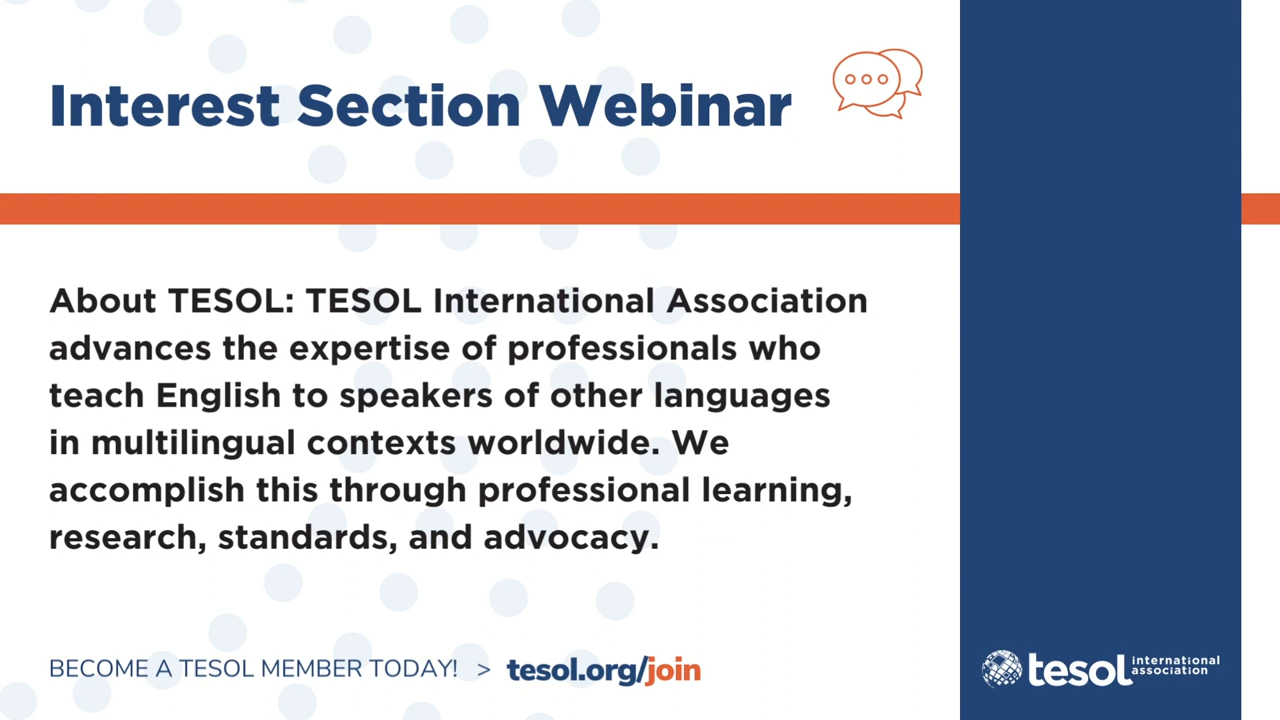 Interest Section Webinar
About TESOL: TESOL International Association
advances the expertise of professionals who
teach English to speakers of other languages
in multilingual contexts worldwide. We
accomplish this through professional learning,
research, standards, and advocacy.
BECOME A TESOL MEMBER TODAY! > tesol.org/join
tesol international
association